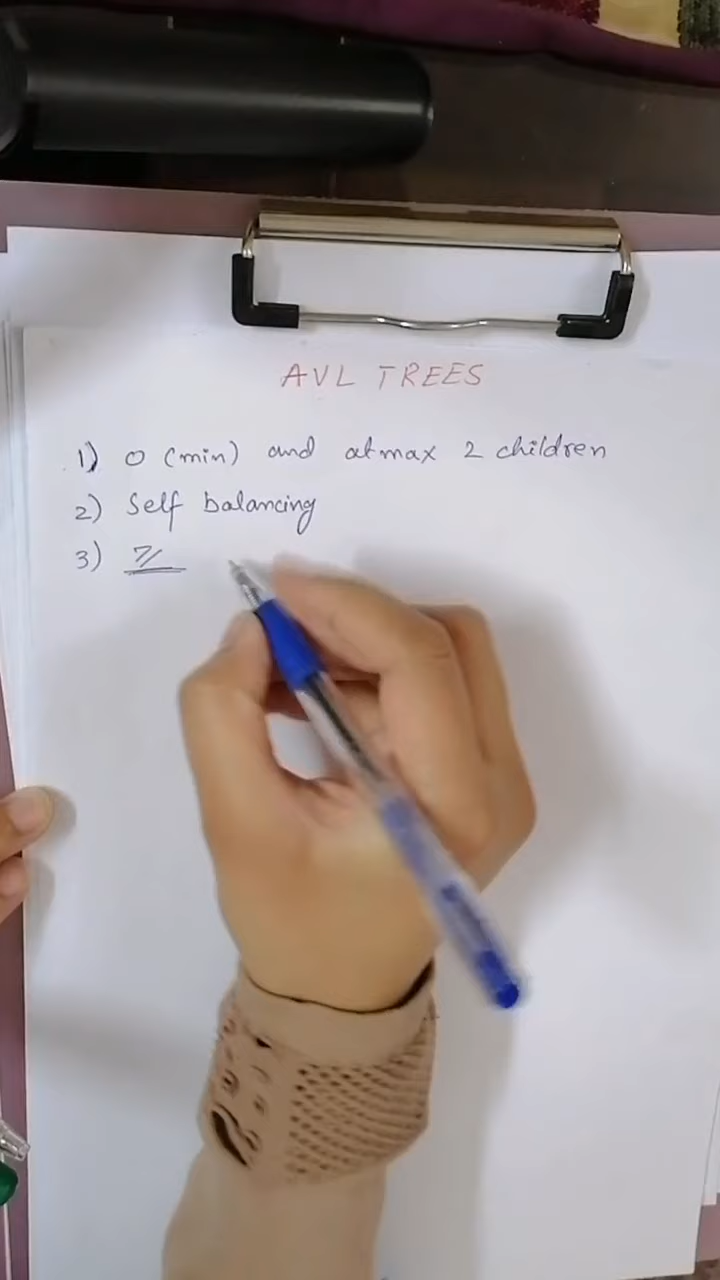 AVL TREES
1) 0 (min) and atmax 2 children
2) Self balancing
3)